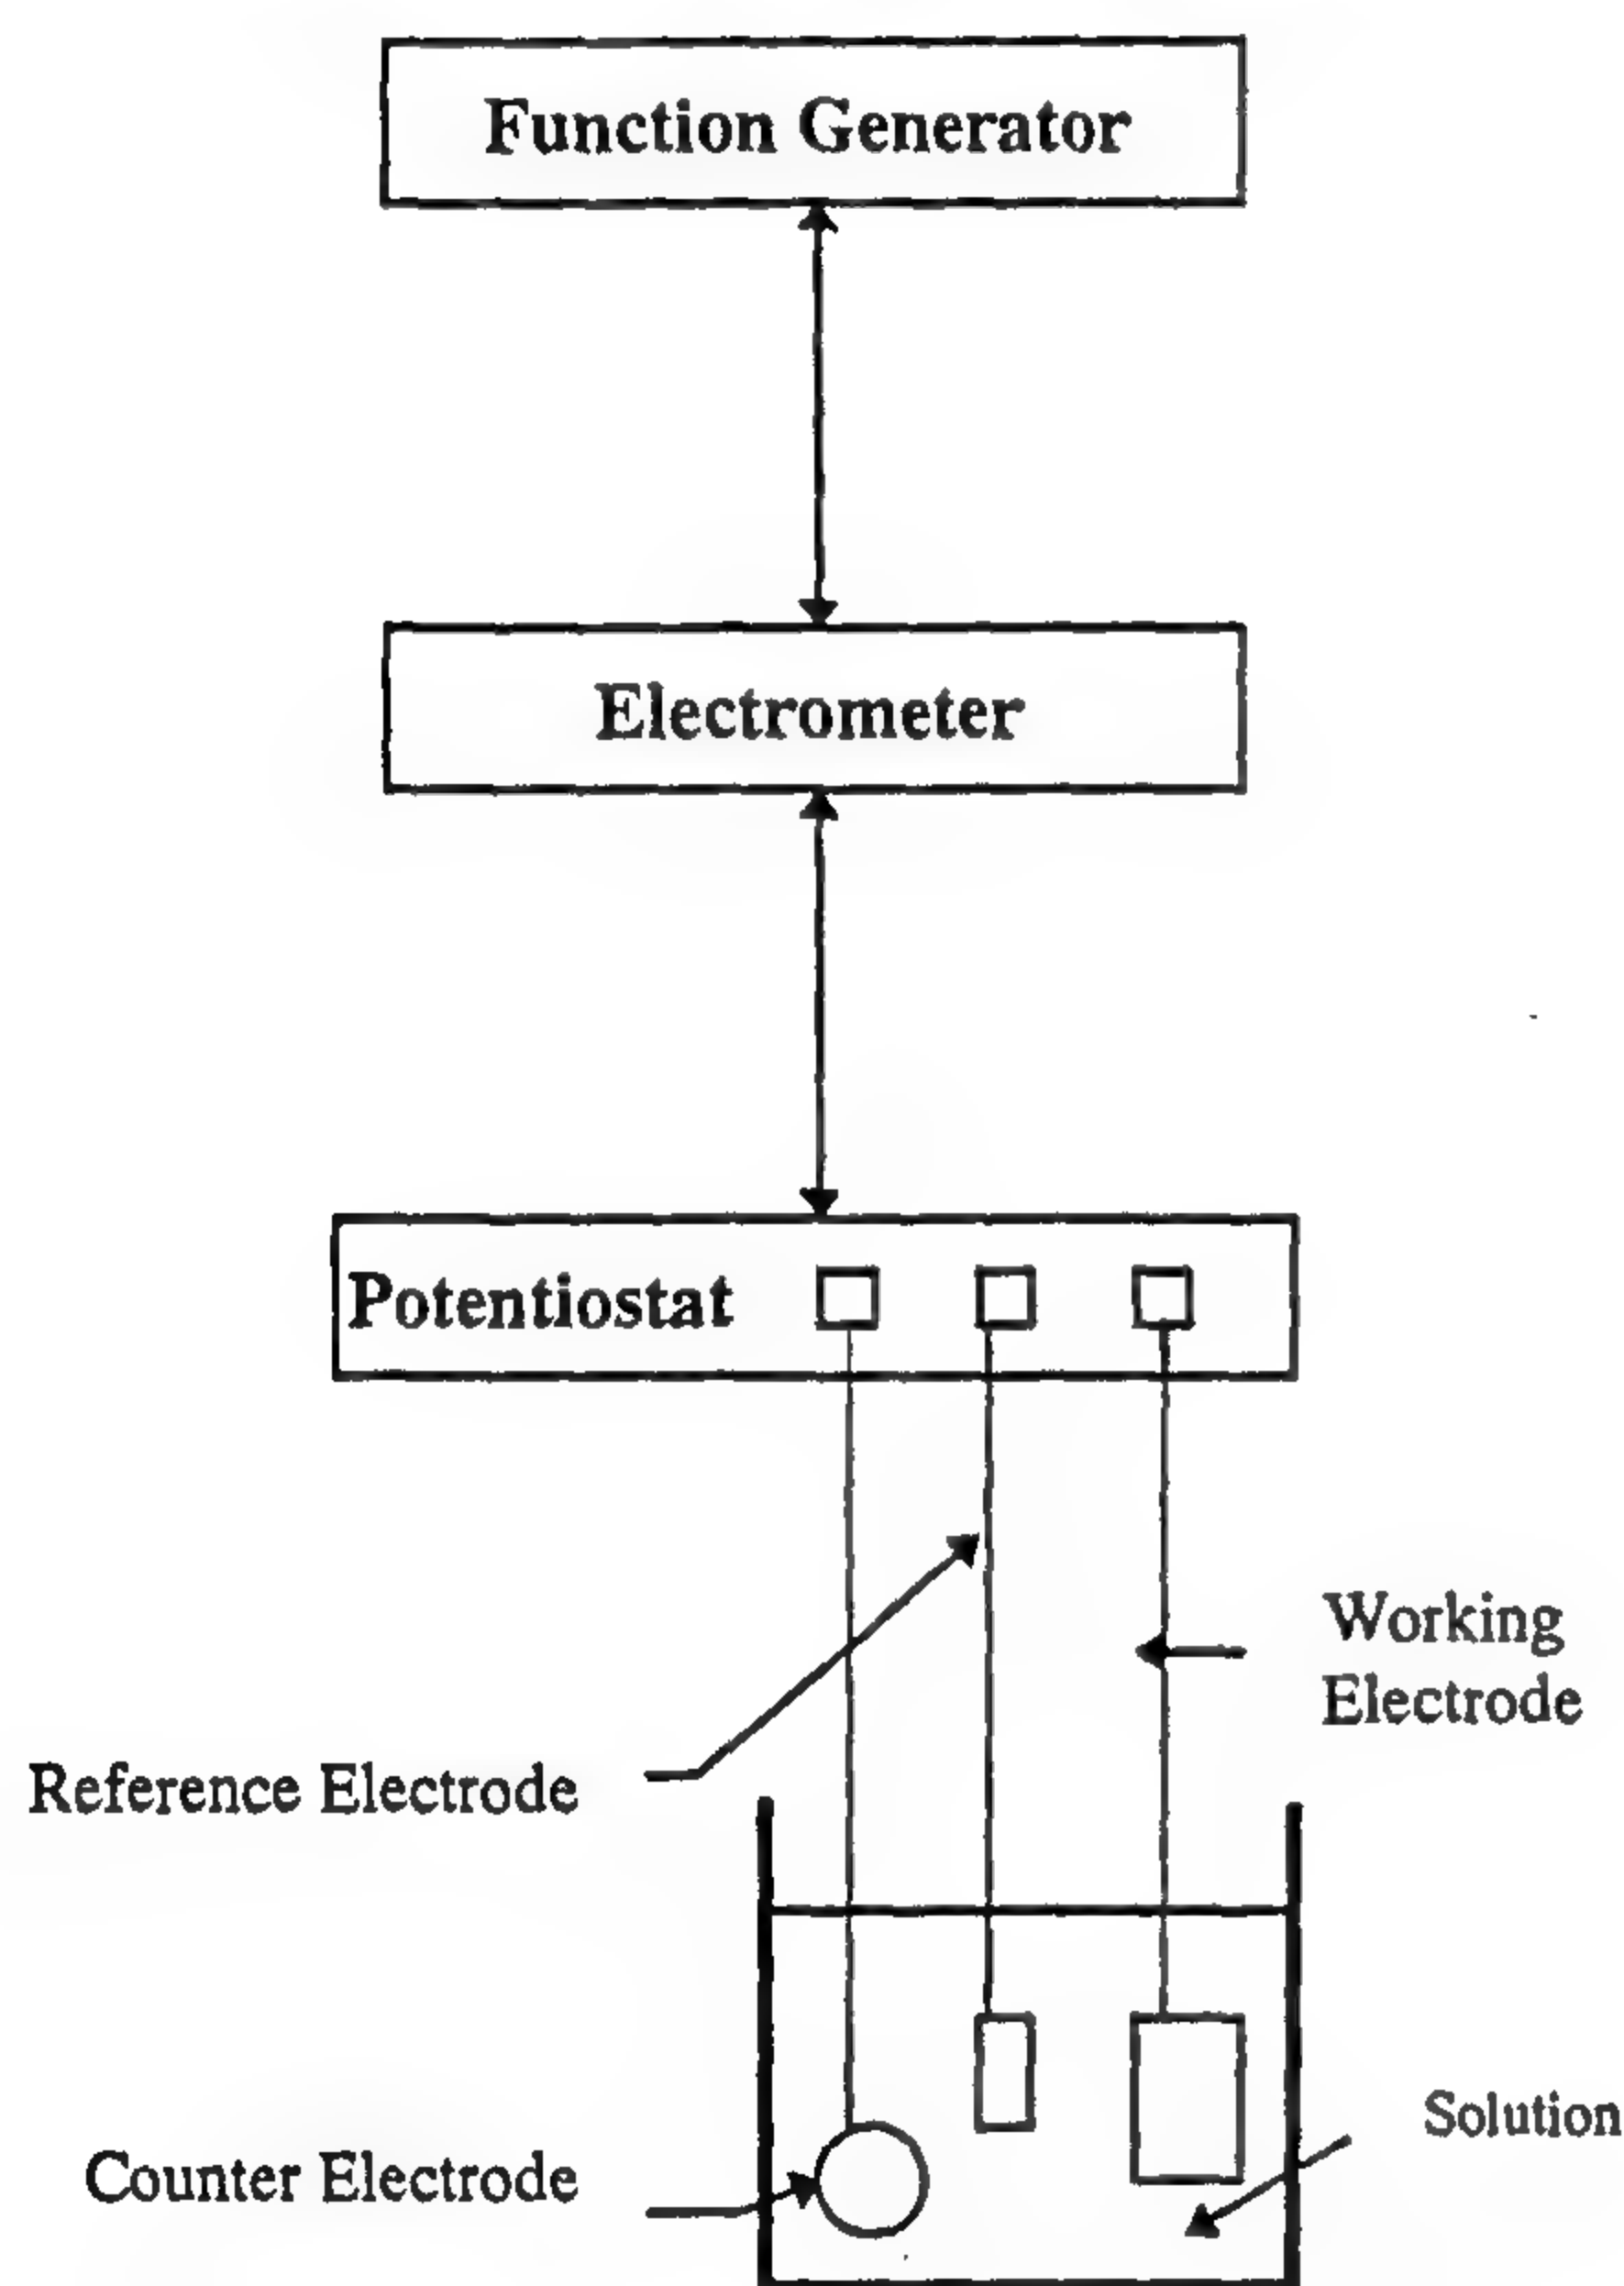 Function Generator
Electrometer
Potentiostat
Working
Electrode
Reference Electrode
Solution
Counter Electrode